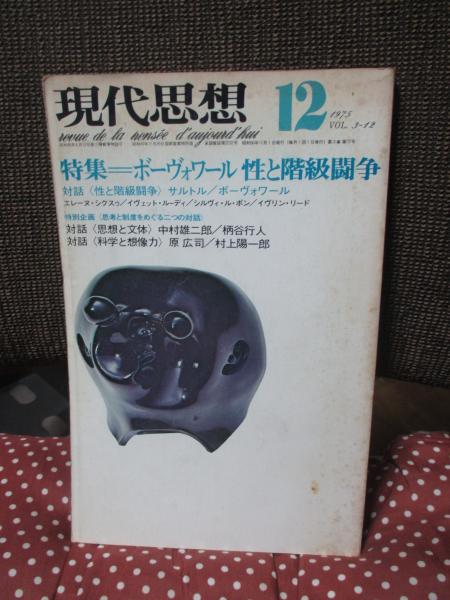 現代思想
12
1975
VOL. 3-12
revue de la pensée d'aujourd'hui
特集＝ボーヴォワール 性と階級闘争
対話〈性と階級闘争〉サルトル／ボーヴォワール
エレーヌ・シクスゥ／イヴェット・ルーディ／シルヴィ・ル・ボン／イヴリン・リード
特別企画〈思考と制度をめぐる二つの対話〉
対話〈思想と文体〉中村雄二郎／柄谷行人
対話〈科学と想像力〉原 広司／村上陽一郎